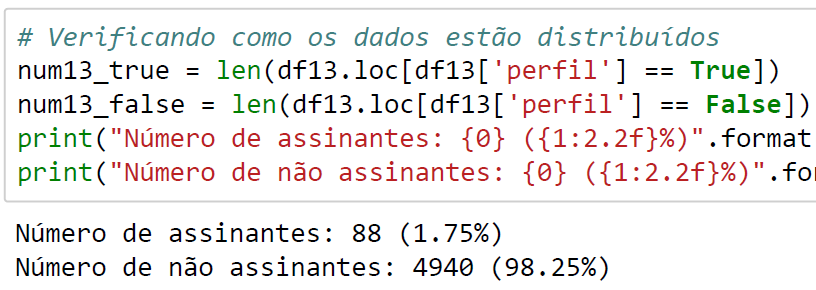 # Verificando como os dados estão distribuídos
num13_true = len(df13.loc[df13['perfil'] == True])
num13_false = len(df13.loc[df13['perfil'] == False])
print("Número de assinantes: {0} ({1:2.2f}%)".format
print("Número de não assinantes: {0} ({1:2.2f}%)".for
Número de assinantes: 88 (1.75%)
Número de não assinantes: 4940 (98.25%)